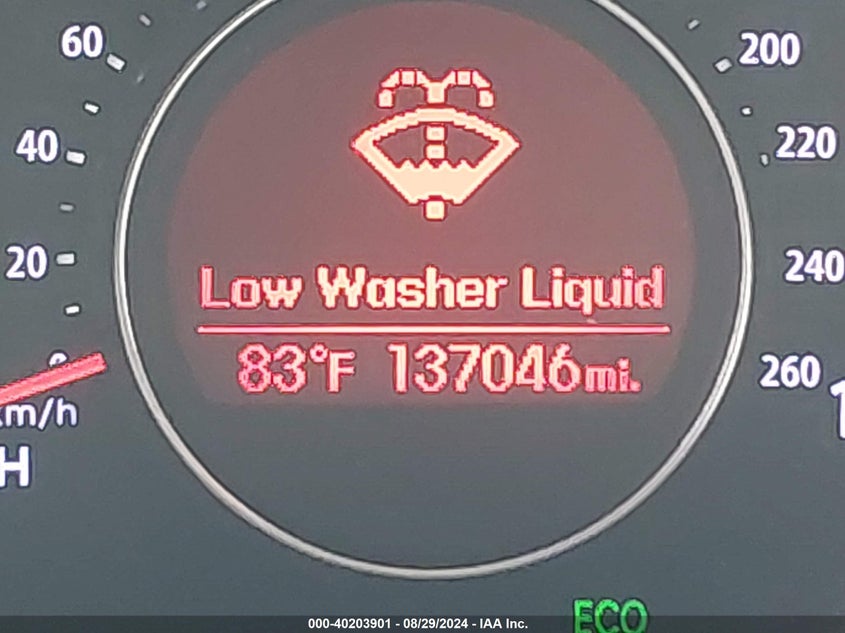 60
200
40
220
20
240
Low Washer Liquid
83°F 137046mi.
0
260
km/h
H
ECO
000-40203901 - 08/29/2024 - IAA Inc.